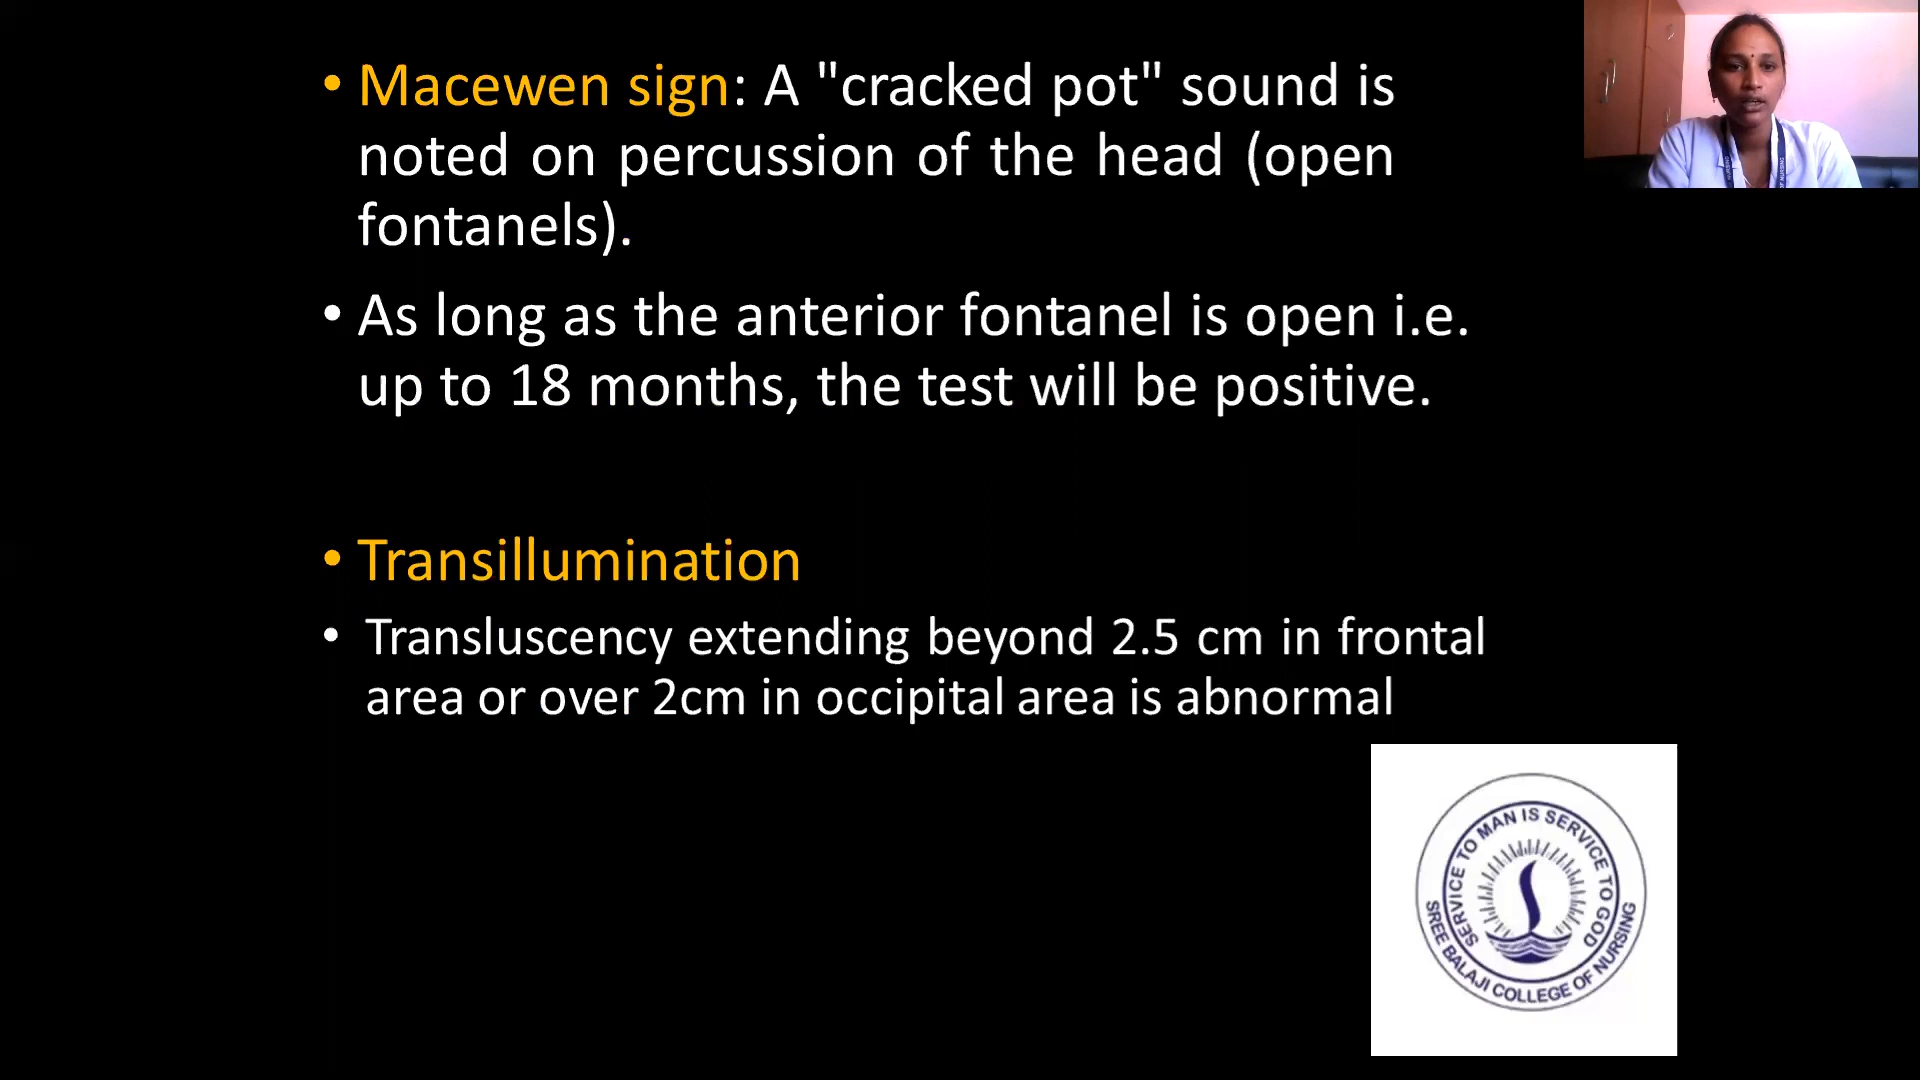 • Macewen sign: A "cracked pot" sound is
noted on percussion of the head (open
fontanels).
• As long as the anterior fontanel is open i.e.
up to 18 months, the test will be positive.
• Transillumination
• Transluscency extending beyond 2.5 cm in frontal
area or over 2cm in occipital area is abnormal
SERVICE TO MAN IS SERVICE TO GOD
SREE BALAJI COLLEGE OF NURSING